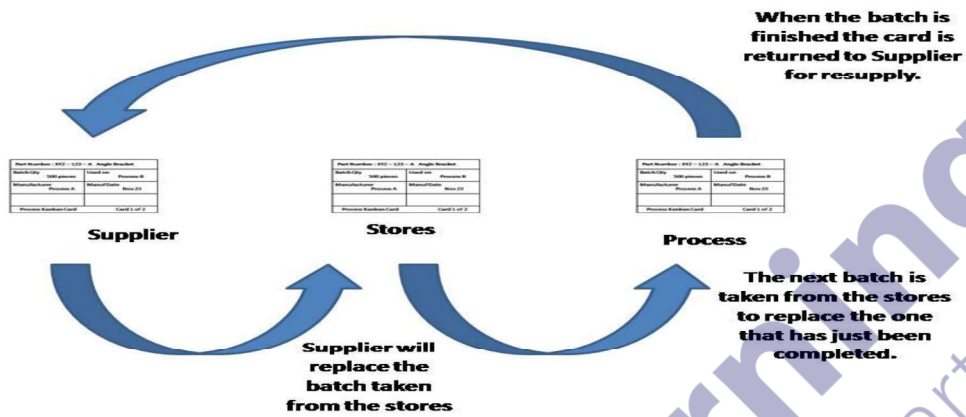 When the batch is
finished the card is
returned to Supplier
for resupply.
Part Number : XYZ – 123 – A Angle Bracket
Batch Qty
500 pieces
Used on
Process B
Manufacturer
Process A
Manuf Date
Nov 23
Process Kanban Card
Card 1 of 2
Part Number : XYZ – 123 – A Angle Bracket
Batch Qty
500 pieces
Used on
Process B
Manufacturer
Process A
Manuf Date
Nov 23
Process Kanban Card
Card 1 of 2
Part Number : XYZ – 123 – A Angle Bracket
Batch Qty
500 pieces
Used on
Process B
Manufacturer
Process A
Manuf Date
Nov 23
Process Kanban Card
Card 1 of 2
Supplier
Stores
Process
The next batch is
taken from the stores
to replace the one
that has just been
completed.
Supplier will
replace the
batch taken
from the stores